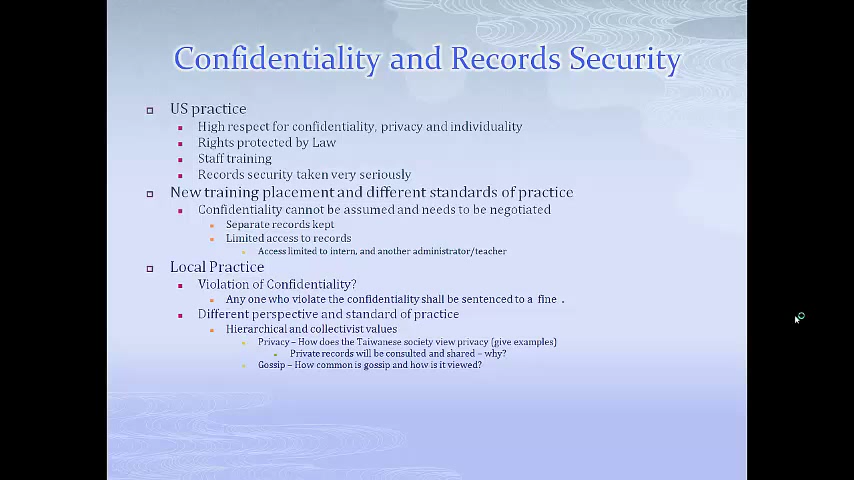 Confidentiality and Records Security
US practice
High respect for confidentiality, privacy and individuality
Rights protected by Law
Staff training
Records security taken very seriously
New training placement and different standards of practice
Confidentiality cannot be assumed and needs to be negotiated
Separate records kept
Limited access to records
Access limited to intern, and another administrator/teacher
Local Practice
Violation of Confidentiality?
Any one who violate the confidentiality shall be sentenced to a fine .
Different perspective and standard of practice
Hierarchical and collectivist values
Privacy – How does the Taiwanese society view privacy (give examples)
Private records will be consulted and shared – why?
Gossip – How common is gossip and how is it viewed?